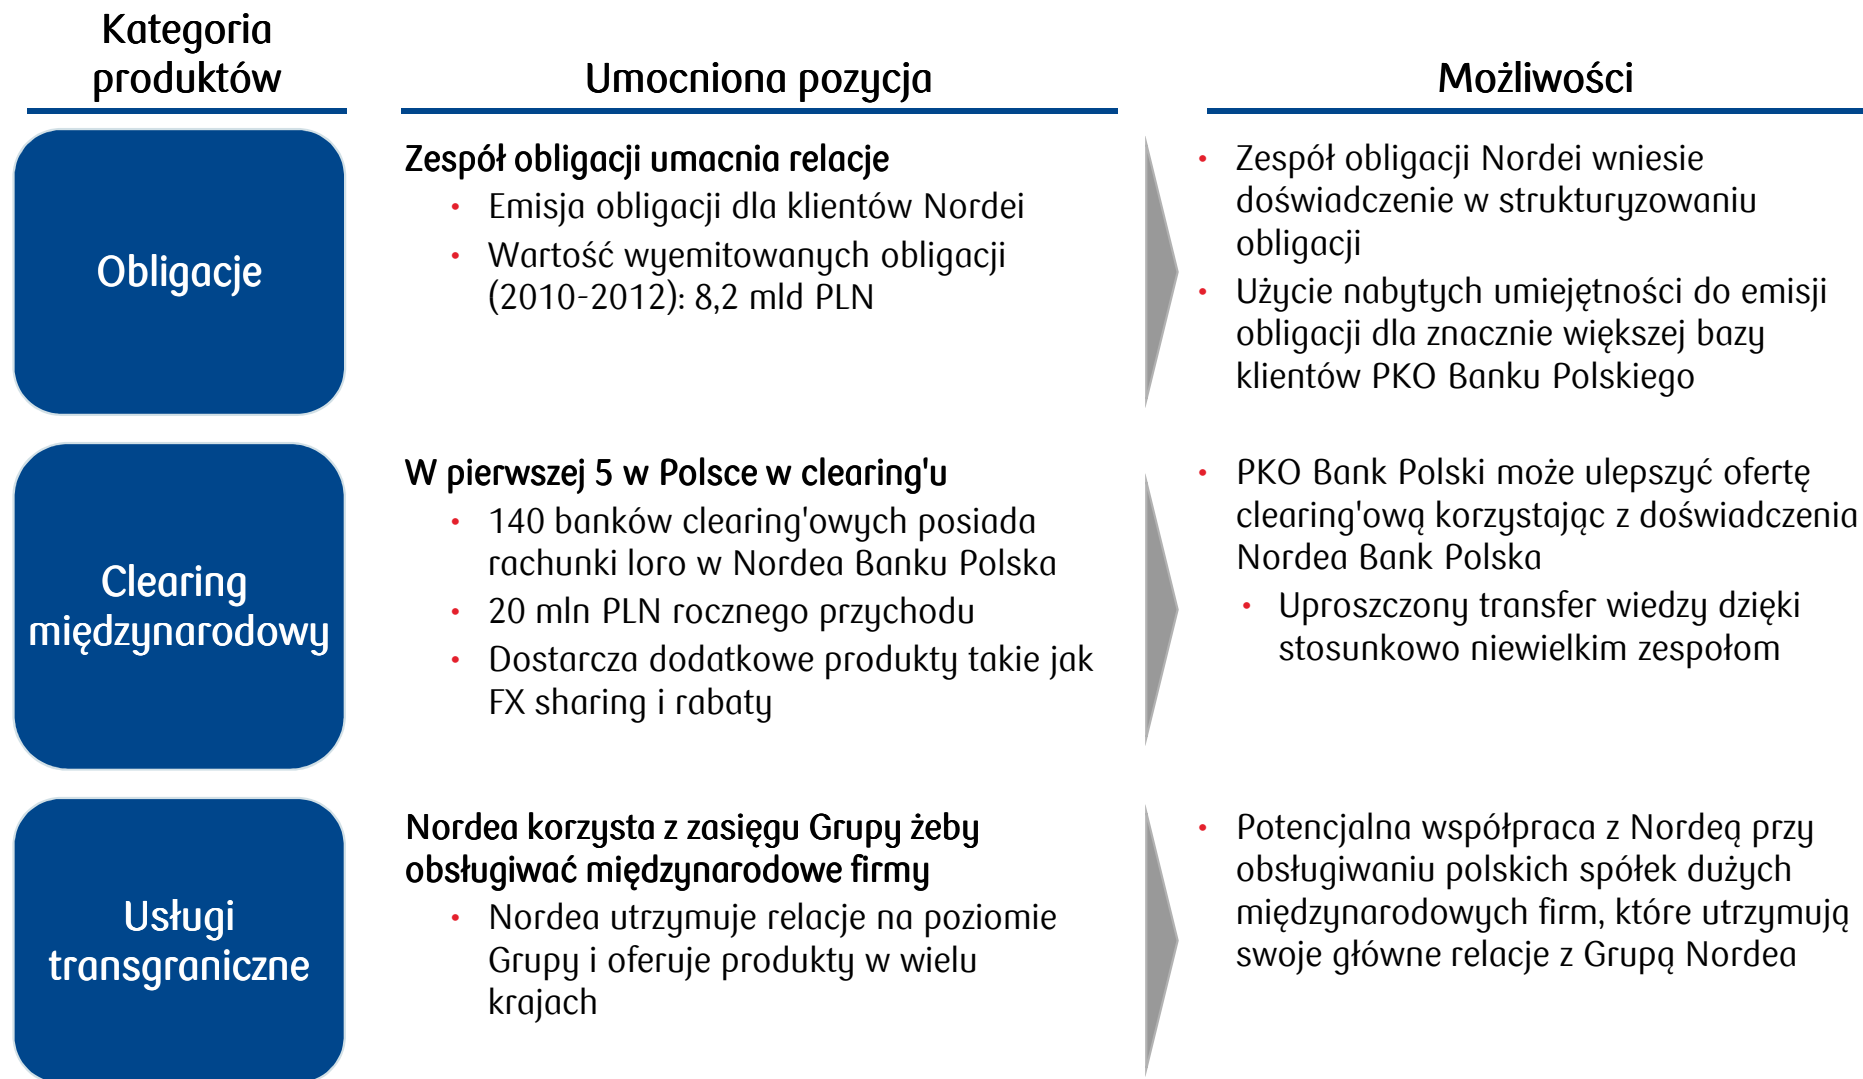 Kategoria
produktów
Umocniona pozycja
Możliwości
Obligacje
Zespół obligacji umacnia relacje
• Emisja obligacji dla klientów Nordei
• Wartość wyemitowanych obligacji
(2010-2012): 8,2 mld PLN
• Zespół obligacji Nordei wniesie
doświadczenie w strukturyzowaniu
obligacji
• Użycie nabytych umiejętności do emisji
obligacji dla znacznie większej bazy
klientów PKO Banku Polskiego
Clearing
międzynarodowy
W pierwszej 5 w Polsce w clearing'u
• 140 banków clearing'owych posiada
rachunki loro w Nordea Banku Polska
• 20 mln PLN rocznego przychodu
• Dostarcza dodatkowe produkty takie jak
FX sharing i rabaty
• PKO Bank Polski może ulepszyć ofertę
clearing'ową korzystając z doświadczenia
Nordea Bank Polska
• Uproszczony transfer wiedzy dzięki
stosunkowo niewielkim zespołom
Usługi
transgraniczne
Nordea korzysta z zasięgu Grupy żeby
obsługiwać międzynarodowe firmy
• Nordea utrzymuje relacje na poziomie
Grupy i oferuje produkty w wielu
krajach
• Potencjalna współpraca z Nordeą przy
obsługiwaniu polskich spółek dużych
międzynarodowych firm, które utrzymują
swoje główne relacje z Grupą Nordea